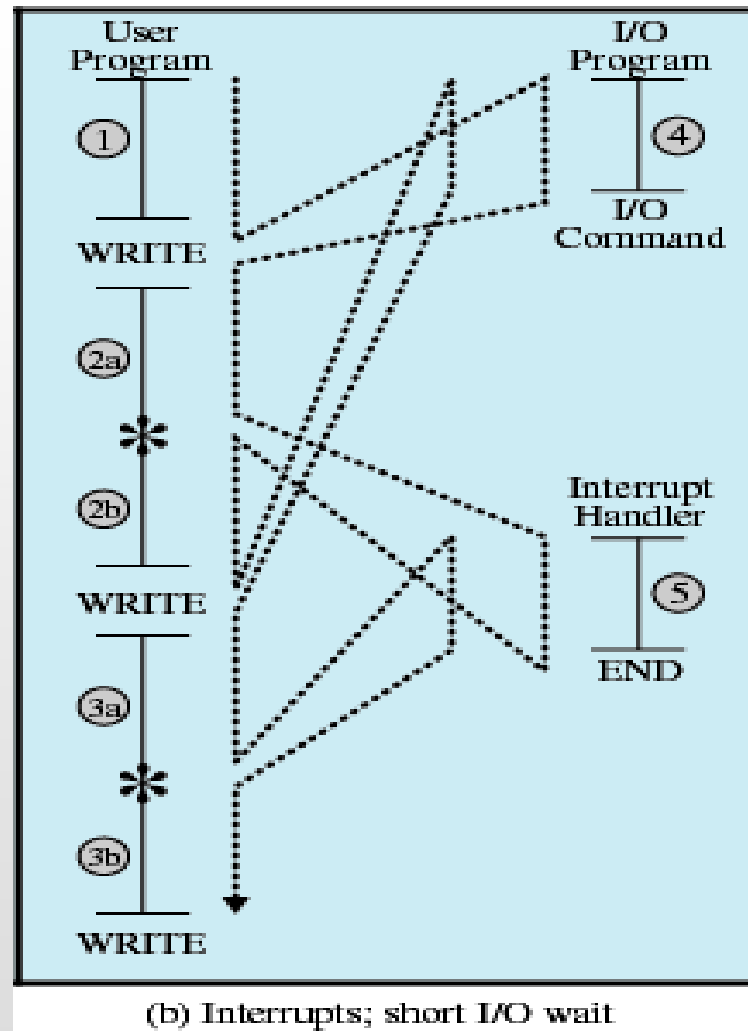 User
Program
1
WRITE
2a
2b
WRITE
3a
3b
WRITE
I/O
Program
4
I/O
Command
Interrupt
Handler
5
END
(b) Interrupts; short I/O wait